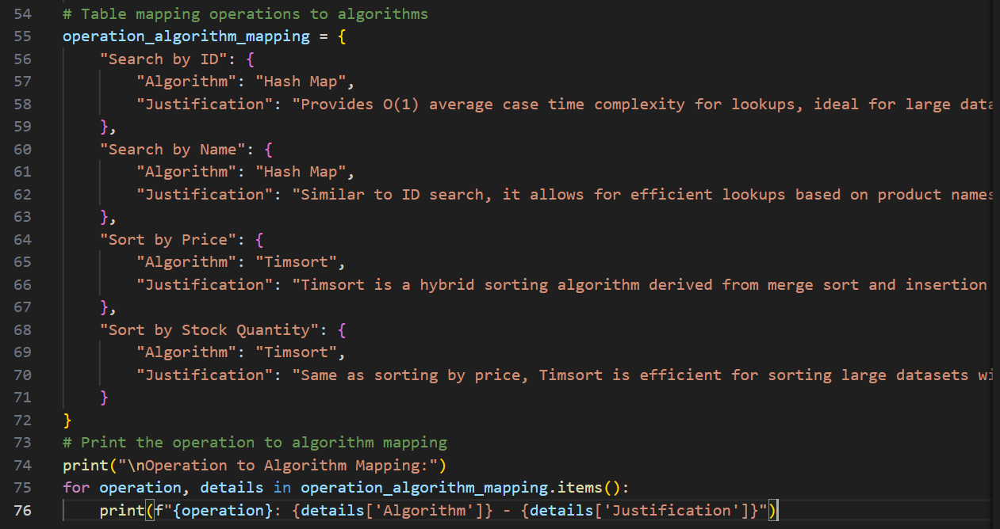 54 # Table mapping operations to algorithms
55 operation_algorithm_mapping = {
56     "Search by ID": {
57         "Algorithm": "Hash Map",
58         "Justification": "Provides O(1) average case time complexity for lookups, ideal for large data
59     },
60     "Search by Name": {
61         "Algorithm": "Hash Map",
62         "Justification": "Similar to ID search, it allows for efficient lookups based on product names
63     },
64     "Sort by Price": {
65         "Algorithm": "Timsort",
66         "Justification": "Timsort is a hybrid sorting algorithm derived from merge sort and insertion
67     },
68     "Sort by Stock Quantity": {
69         "Algorithm": "Timsort",
70         "Justification": "Same as sorting by price, Timsort is efficient for sorting large datasets wi
71     }
72 }
73 # Print the operation to algorithm mapping
74 print("\nOperation to Algorithm Mapping:")
75 for operation, details in operation_algorithm_mapping.items():
76     print(f"{operation}: {details['Algorithm']} - {details['Justification']}")